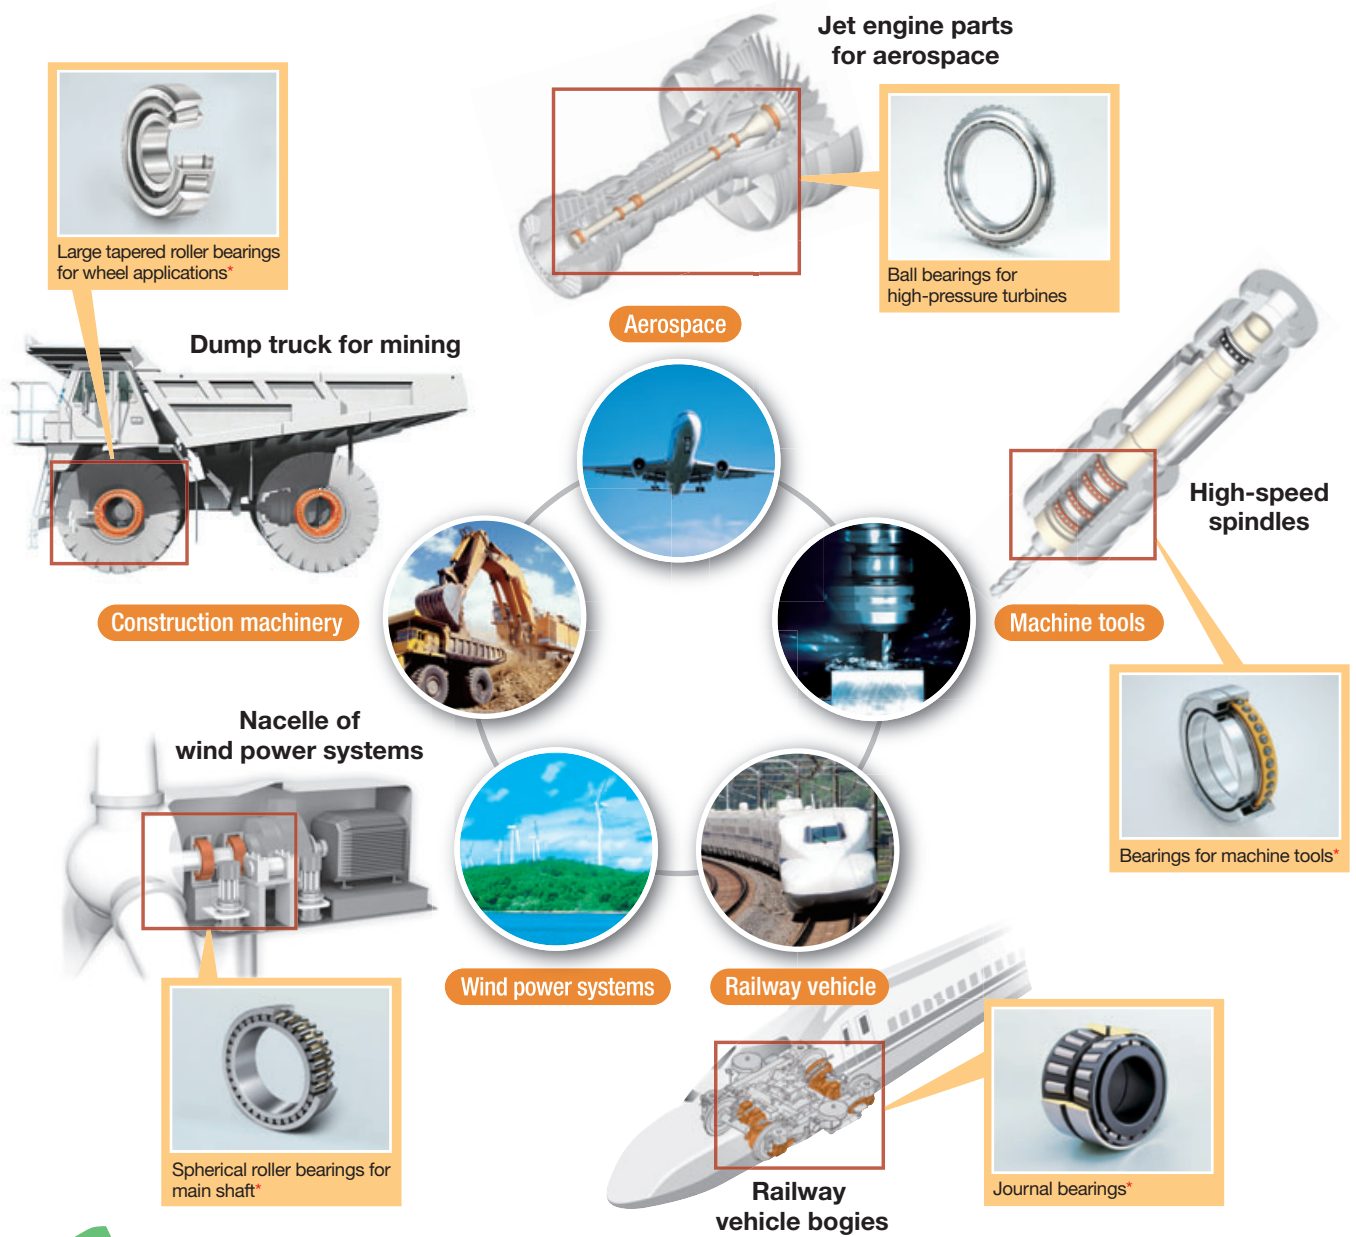 Jet engine parts
for aerospace
Large tapered roller bearings
for wheel applications*
Ball bearings for
high-pressure turbines
Aerospace
Dump truck for mining
High-speed
spindles
Construction machinery
Machine tools
Nacelle of
wind power systems
Bearings for machine tools*
Wind power systems
Railway vehicle
Spherical roller bearings for
main shaft*
Journal bearings*
Railway
vehicle bogies